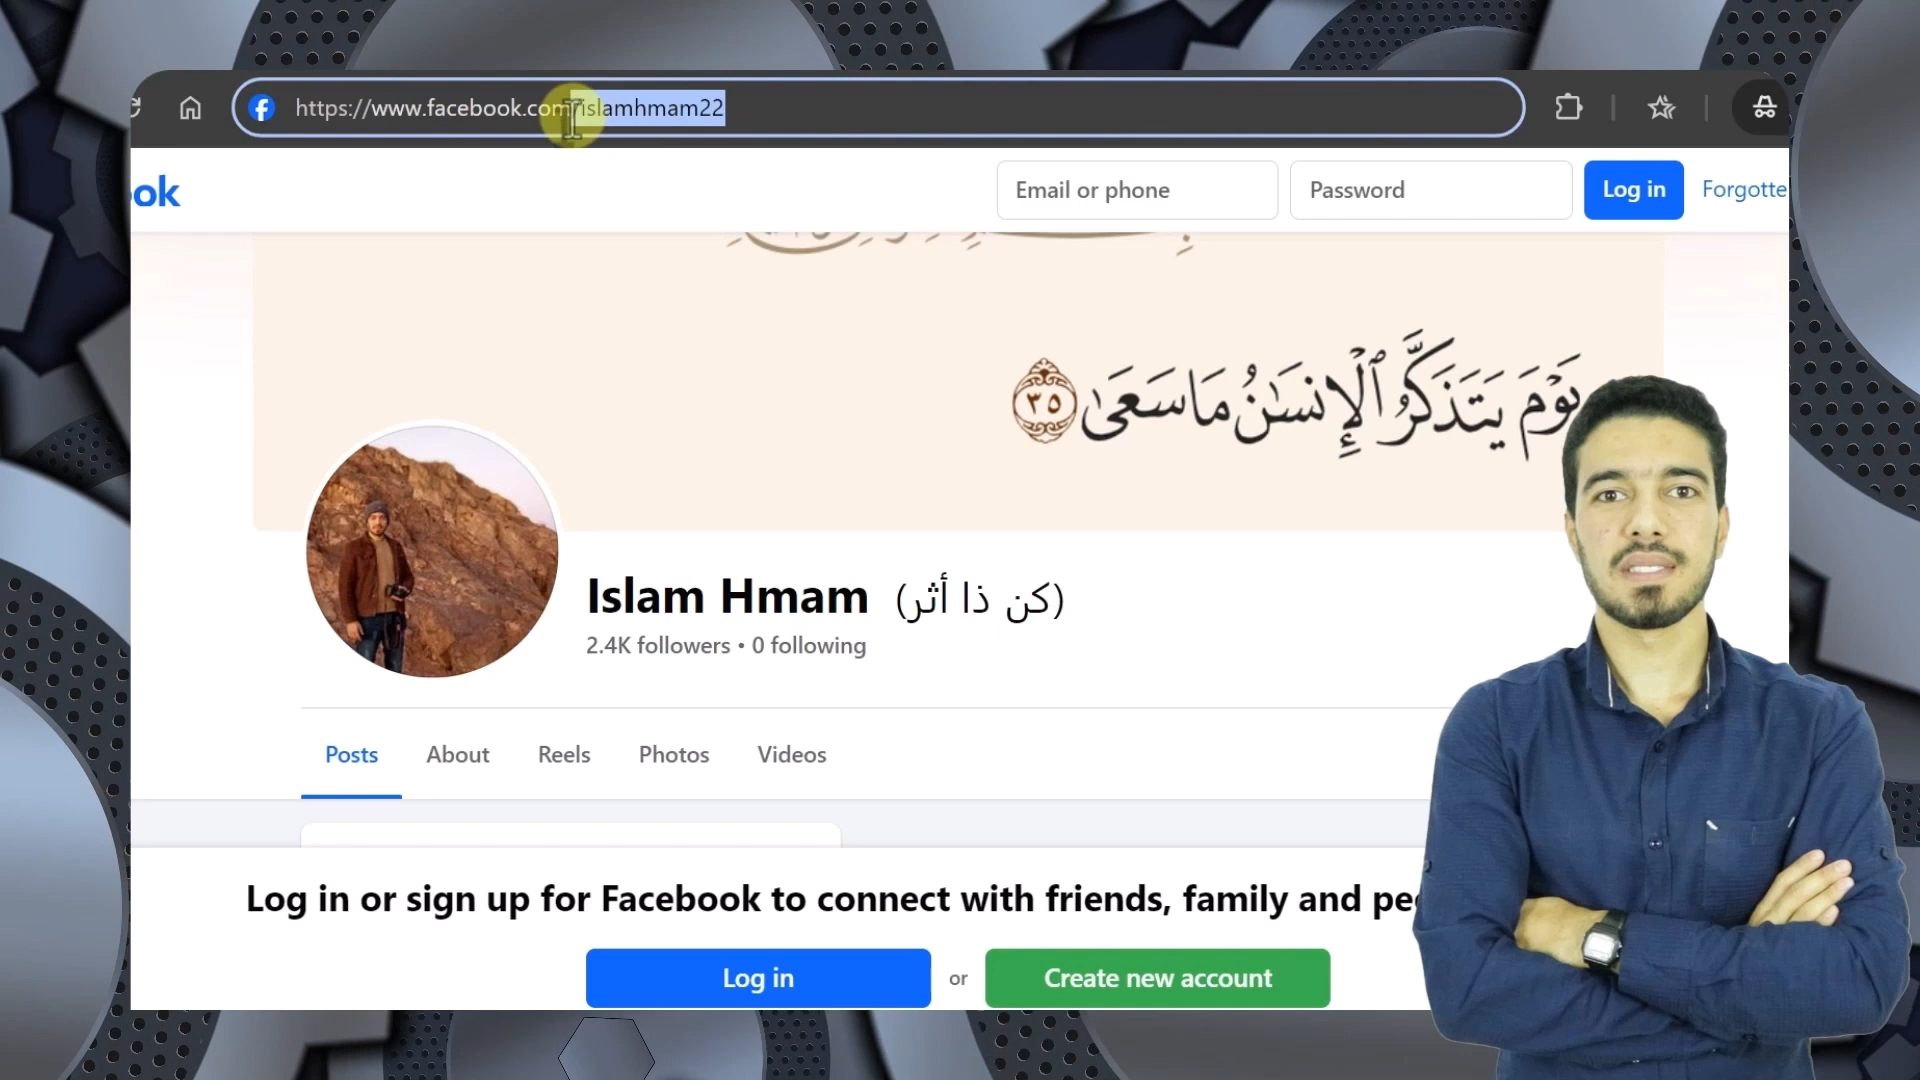 https://www.facebook.com/islamhmam22
ok
Email or phone
Password
Log in
Forgotte
يَوْمَ يَتَذَكَّرُ ٱلْإِنسَٰنُ مَا سَعَىٰ ٣٥
Islam Hmam (كن ذا أثر)
2.4K followers • 0 following
Posts
About
Reels
Photos
Videos
Log in or sign up for Facebook to connect with friends, family and pe
Log in
or
Create new account